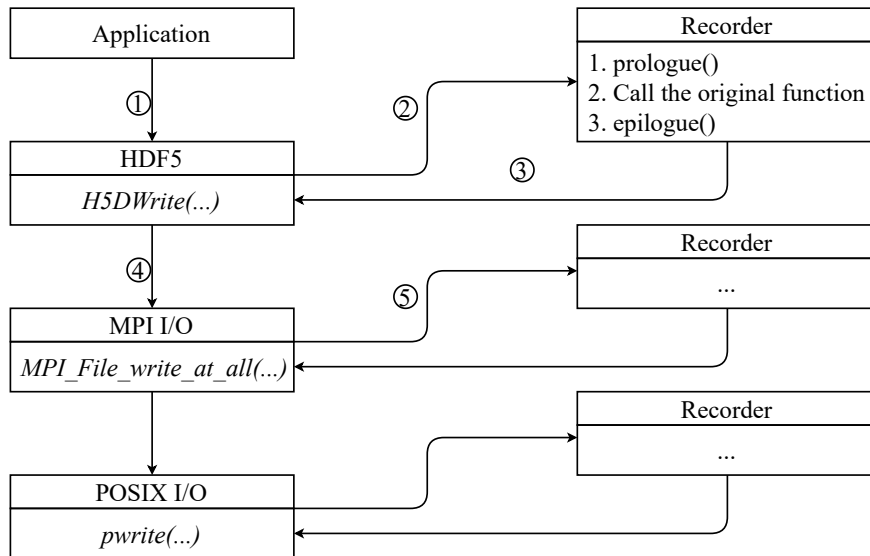 Application
Recorder
1. prologue()
2. Call the original function
3. epilogue()
①
②
HDF5
H5DWrite(...)
③
Recorder
...
④
⑤
MPI I/O
MPI_File_write_at_all(...)
Recorder
...
POSIX I/O
pwrite(...)